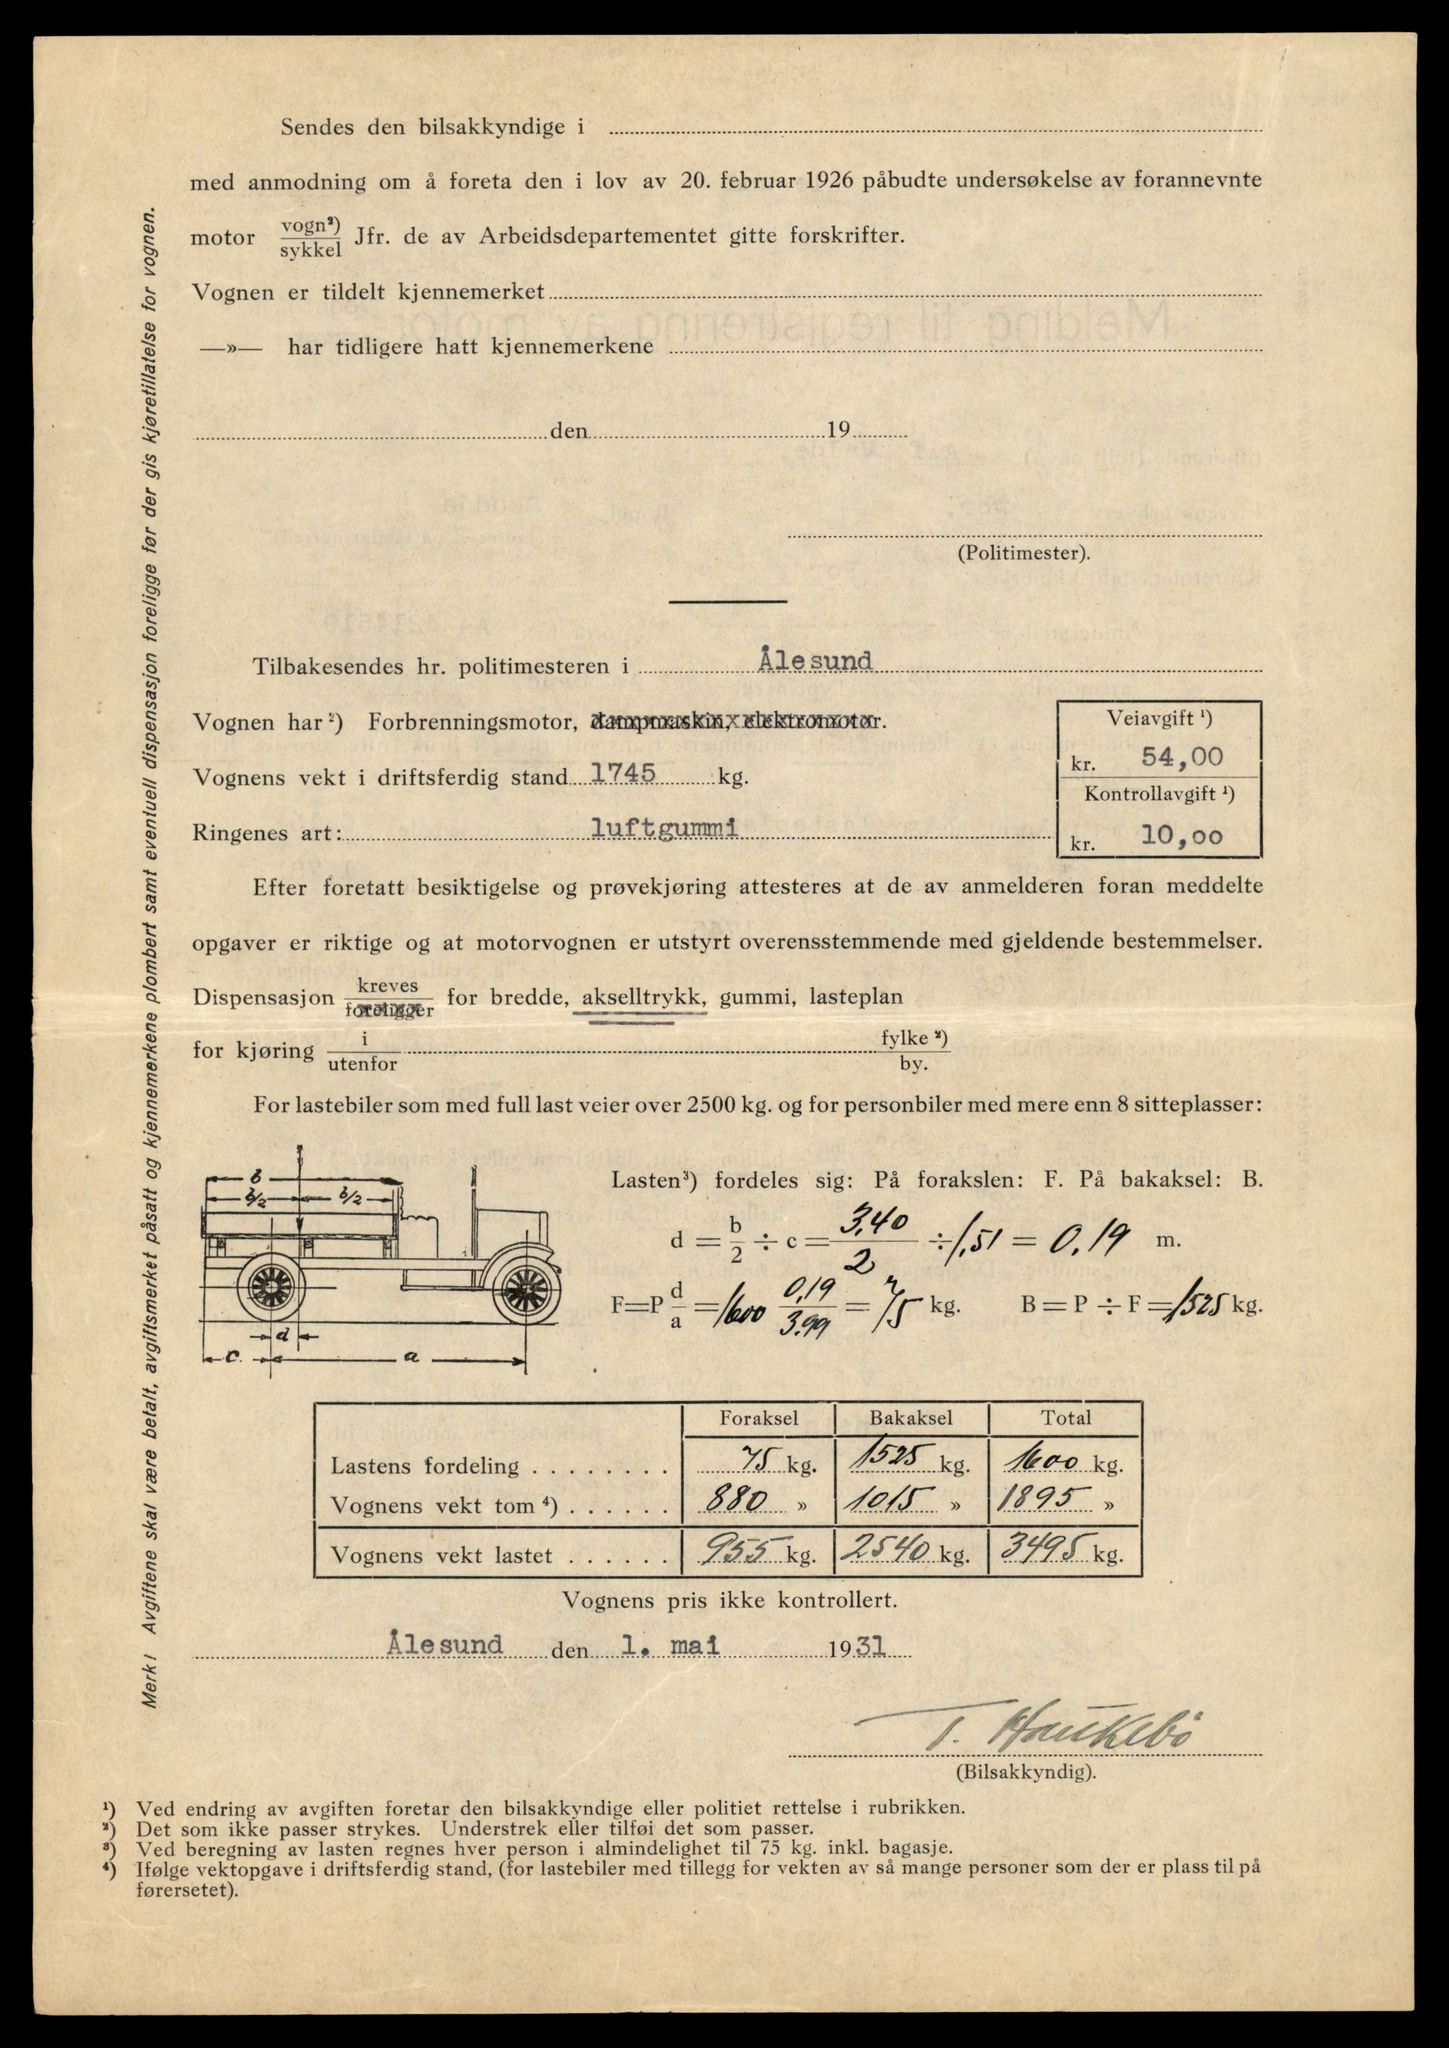 Sendes den bilsakkyndige i
med anmodning om å foreta den i lov av 20. februar 1926 påbudte undersøkelse av forannevnte
motor vogn²)/sykkel Jfr. de av Arbeidsdepartementet gitte forskrifter.
Vognen er tildelt kjennemerket
—»— har tidligere hatt kjennemerkene
den 19
(Politimester).
Tilbakesendes hr. politimesteren i Ålesund
Vognen har²) Forbrenningsmotor, dampmaskin, elektromotor.
Veiavgift ¹)
kr. 54,00
Vognens vekt i driftsferdig stand 1745 kg.
Kontrollavgift ¹)
kr. 10,00
Ringenes art: luftgummi
Efter foretatt besiktigelse og prøvekjøring attesteres at de av anmelderen foran meddelte
opgaver er riktige og at motorvognen er utstyrt overensstemmende med gjeldende bestemmelser.
Dispensasjon kreves/foreligger for bredde, akselltrykk, gummi, lasteplan
for kjøring i/utenfor fylke ²)/by.
For lastebiler som med full last veier over 2500 kg. og for personbiler med mere enn 8 sitteplasser:
b
b/2 b/2
d
c. a
Lasten³) fordeles sig: På forakslen: F. På bakaksel: B.
d = b/2 ÷ c = 3,40/2 ÷ 1,51 = 0,19 m.
F=P d/a = 1600 0,19/3.99 = 75 kg. B = P ÷ F = 1525 kg.
Foraksel Bakaksel Total
Lastens fordeling . . . . . . . . 75 kg. 1525 kg. 1600 kg.
Vognens vekt tom ⁴) . . . . . . 880 » 1015 » 1895 »
Vognens vekt lastet . . . . . . 955 kg. 2540 kg. 3495 kg.
Vognens pris ikke kontrollert.
Ålesund den 1. mai 1931
T. Haukebö
(Bilsakkyndig).
¹) Ved endring av avgiften foretar den bilsakkyndige eller politiet rettelse i rubrikken.
²) Det som ikke passer strykes. Understrek eller tilføi det som passer.
³) Ved beregning av lasten regnes hver person i almindelighet til 75 kg. inkl. bagasje.
⁴) Ifølge vektopgave i driftsferdig stand, (for lastebiler med tillegg for vekten av så mange personer som der er plass til på
førersetet).
Merk! Avgiftene skal være betalt, avgiftsmerket påsatt og kjennemerkene plombert samt eventuell dispensasjon foreligge før der gis kjøretillatelse for vognen.